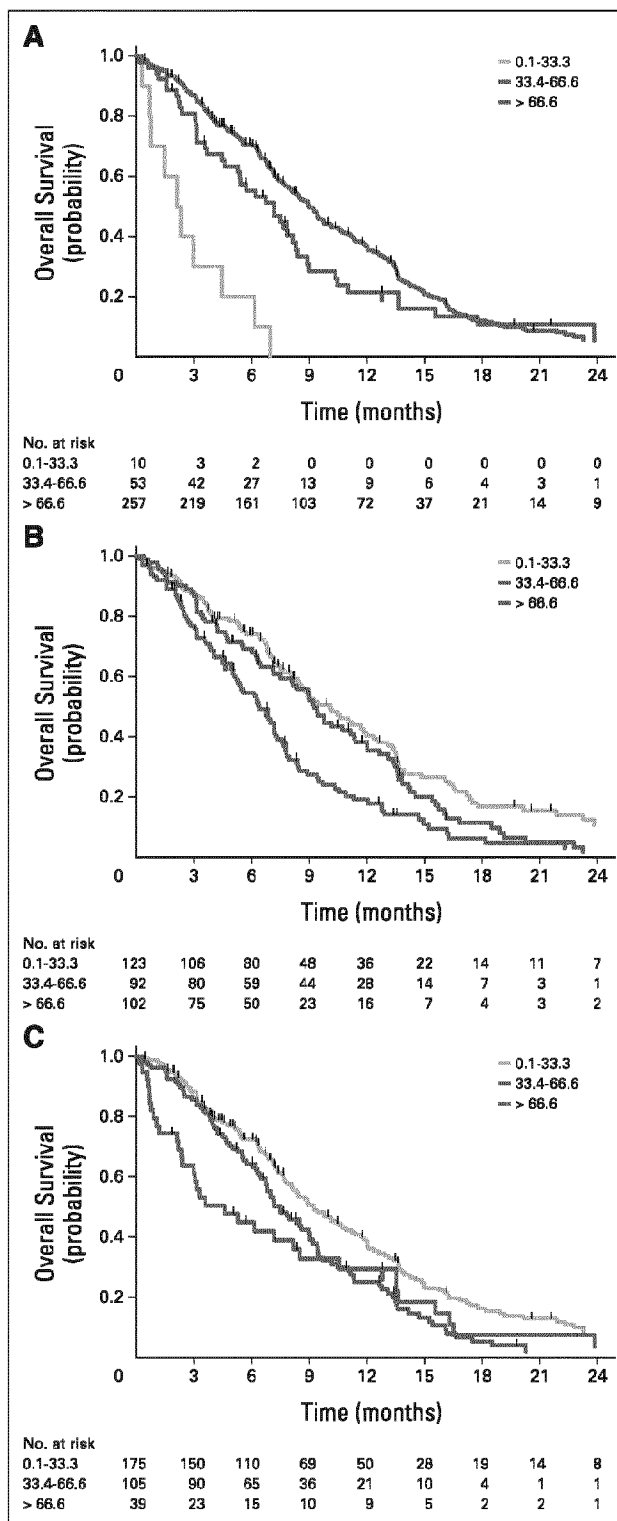 A
0.1-33.3
33.4-66.6
> 66.6
Overall Survival
(probability)
1.0
0.8
0.6
0.4
0.2
0 3 6 9 12 15 18 21 24
Time (months)
No. at risk
0.1-33.3 10 3 2 0 0 0 0 0 0
33.4-66.6 53 42 27 13 9 6 4 3 1
> 66.6 257 219 161 103 72 37 21 14 9
B
0.1-33.3
33.4-66.6
> 66.6
Overall Survival
(probability)
1.0
0.8
0.6
0.4
0.2
0 3 6 9 12 15 18 21 24
Time (months)
No. at risk
0.1-33.3 123 106 80 48 36 22 14 11 7
33.4-66.6 92 80 59 44 28 14 7 3 1
> 66.6 102 75 50 23 16 7 4 3 2
C
0.1-33.3
33.4-66.6
> 66.6
Overall Survival
(probability)
1.0
0.8
0.6
0.4
0.2
0 3 6 9 12 15 18 21 24
Time (months)
No. at risk
0.1-33.3 175 150 110 69 50 28 19 14 8
33.4-66.6 105 90 65 36 21 10 4 1 1
> 66.6 39 23 15 10 9 5 2 2 1